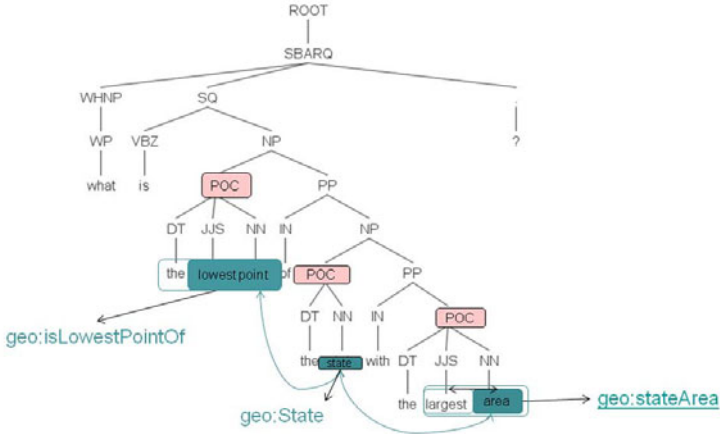 ROOT
SBARQ
WHNP SQ .
WP VBZ NP ?
what is POC PP
DT JJS NN IN NP
the lowest point of POC PP
DT NN IN POC
geo:isLowestPointOf
the state with DT JJS NN
geo:State the largest area geo:stateArea